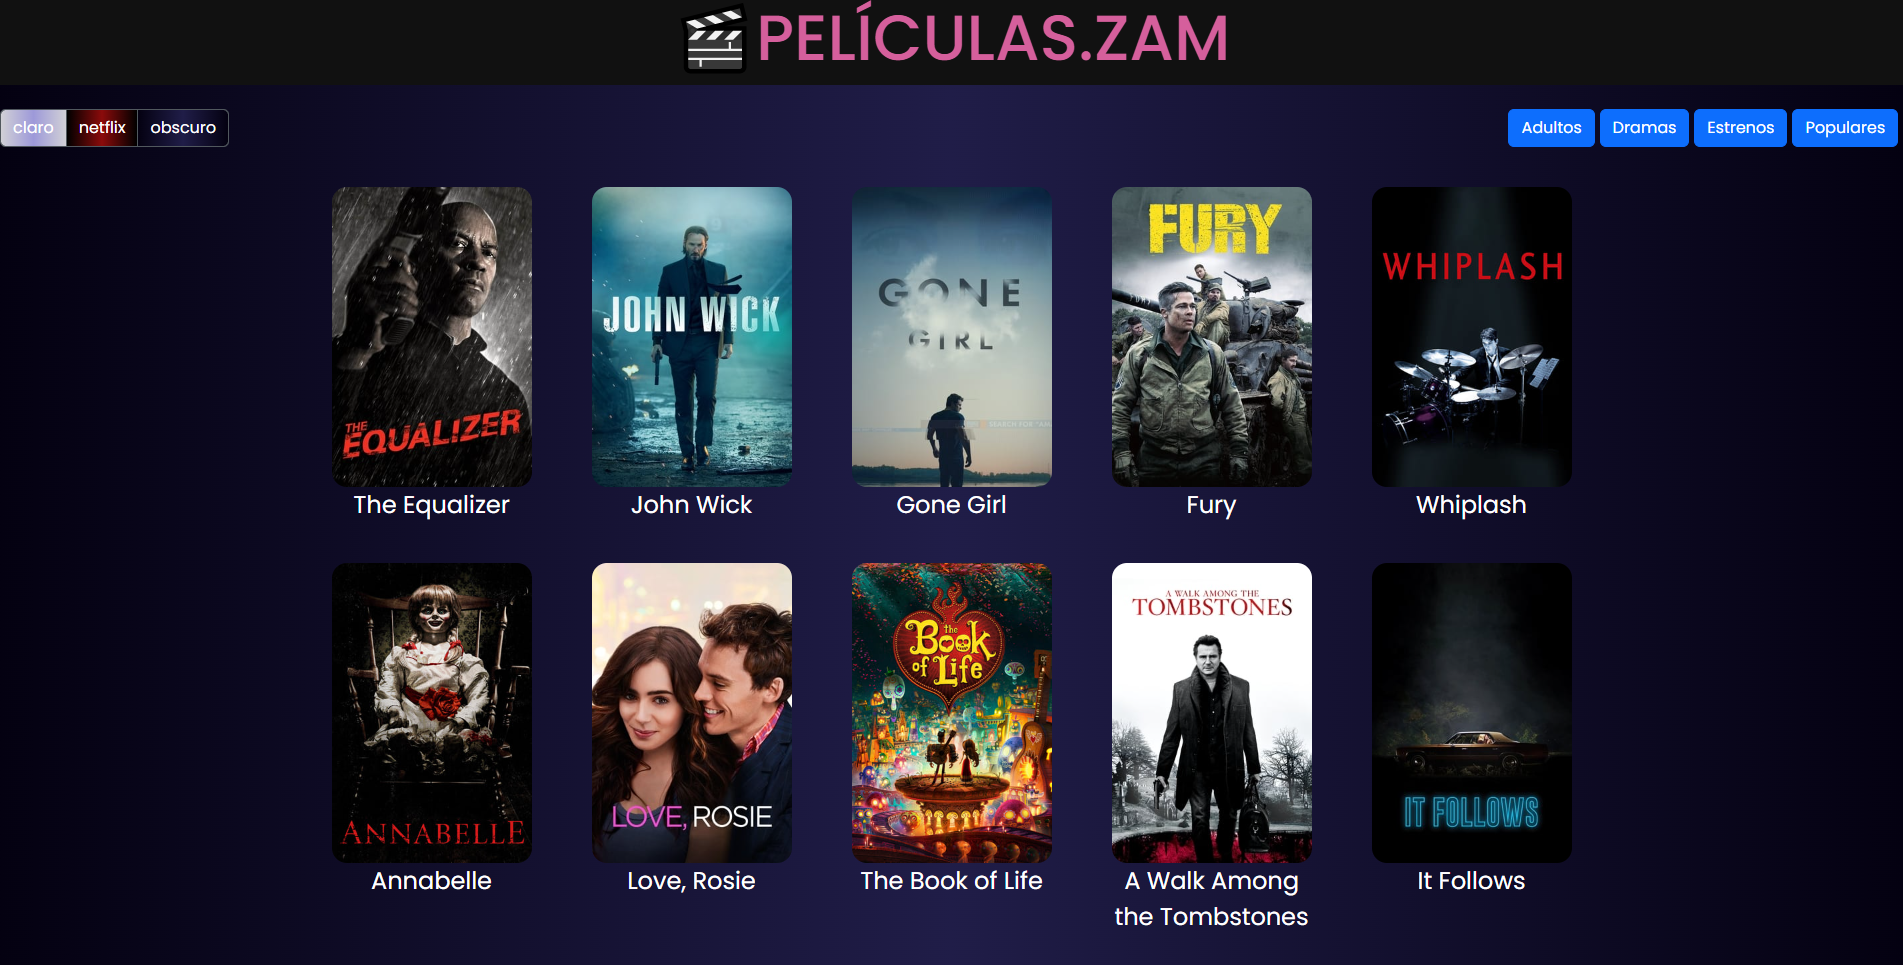 PELÍCULAS.ZAM
claro netflix obscuro
Adultos Dramas Estrenos Populares
THE
EQUALIZER
JOHN WICK
GONE
GIRL
FURY
WHIPLASH
The Equalizer
John Wick
Gone Girl
Fury
Whiplash
ANNABELLE
LOVE, ROSIE
the
Book
of Life
A WALK AMONG THE
TOMBSTONES
IT FOLLOWS
Annabelle
Love, Rosie
The Book of Life
A Walk Among
the Tombstones
It Follows